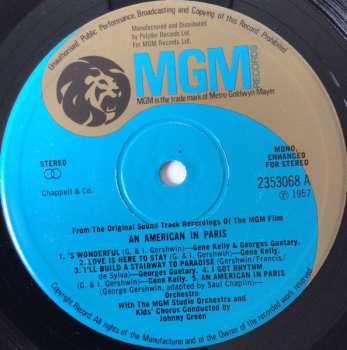 Unauthorised Public Performance, Broadcasting and Copying of this Record Prohibited
Manufactured and Distributed
by Polydor Records Ltd.
For MGM Records Ltd.
MGM
RECORDS
MGM is the trade mark of Metro Goldwyn Mayer
STEREO
Chappell & Co.
MONO,
ENHANCED
FOR STEREO
2353068 A
℗ 1957
From The Original Sound Track Recordings Of The MGM Film
AN AMERICAN IN PARIS
1. 'S WONDERFUL (G. & I. Gershwin)—Gene Kelly & Georges Guetary.
2. LOVE IS HERE TO STAY (G. & I. Gershwin)—Gene Kelly.
3. I'LL BUILD A STAIRWAY TO PARADISE (Gershwin/Francis/
de Sylva)—Georges Guetary. 4. I GOT RHYTHM
(G. & I. Gershwin)—Gene Kelly. 5. AN AMERICAN IN PARIS
(George Gershwin, adapted by Saul Chaplin)—
Orchestra
With The MGM Studio Orchestra and
Kids' Chorus Conducted by
Johnny Green
Copyright Record. All Rights of the Manufacturer and of the Owner of the recorded work reserved